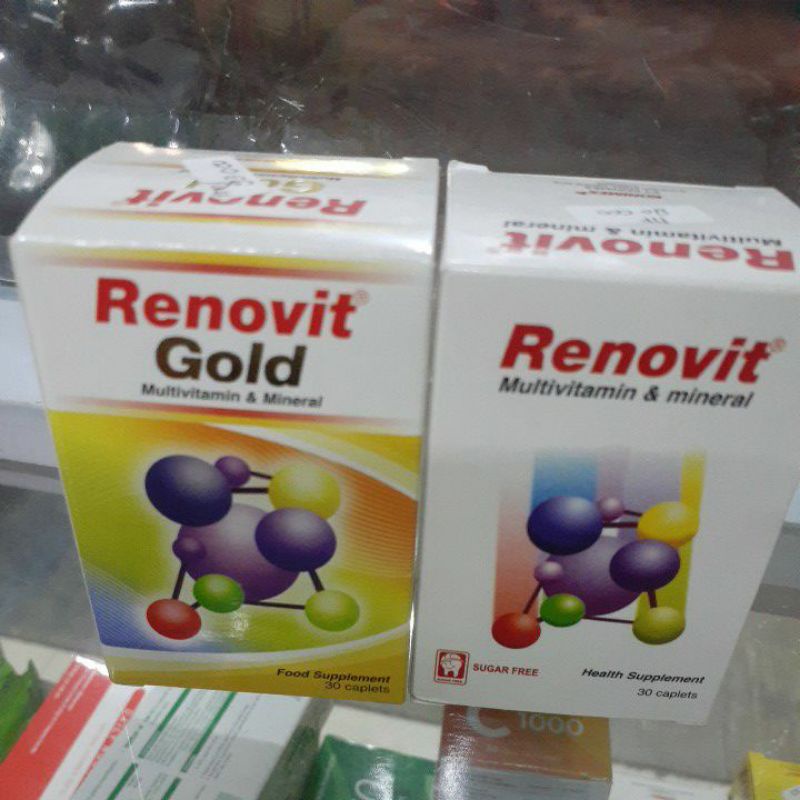 Renovit
Renovit®
Gold
Multivitamin & Mineral
Food Supplement
30 caplets
Renovit
Multivitamin & mineral
Renovit®
Multivitamin & mineral
SUGAR FREE
Health Supplement
30 caplets
C
1000